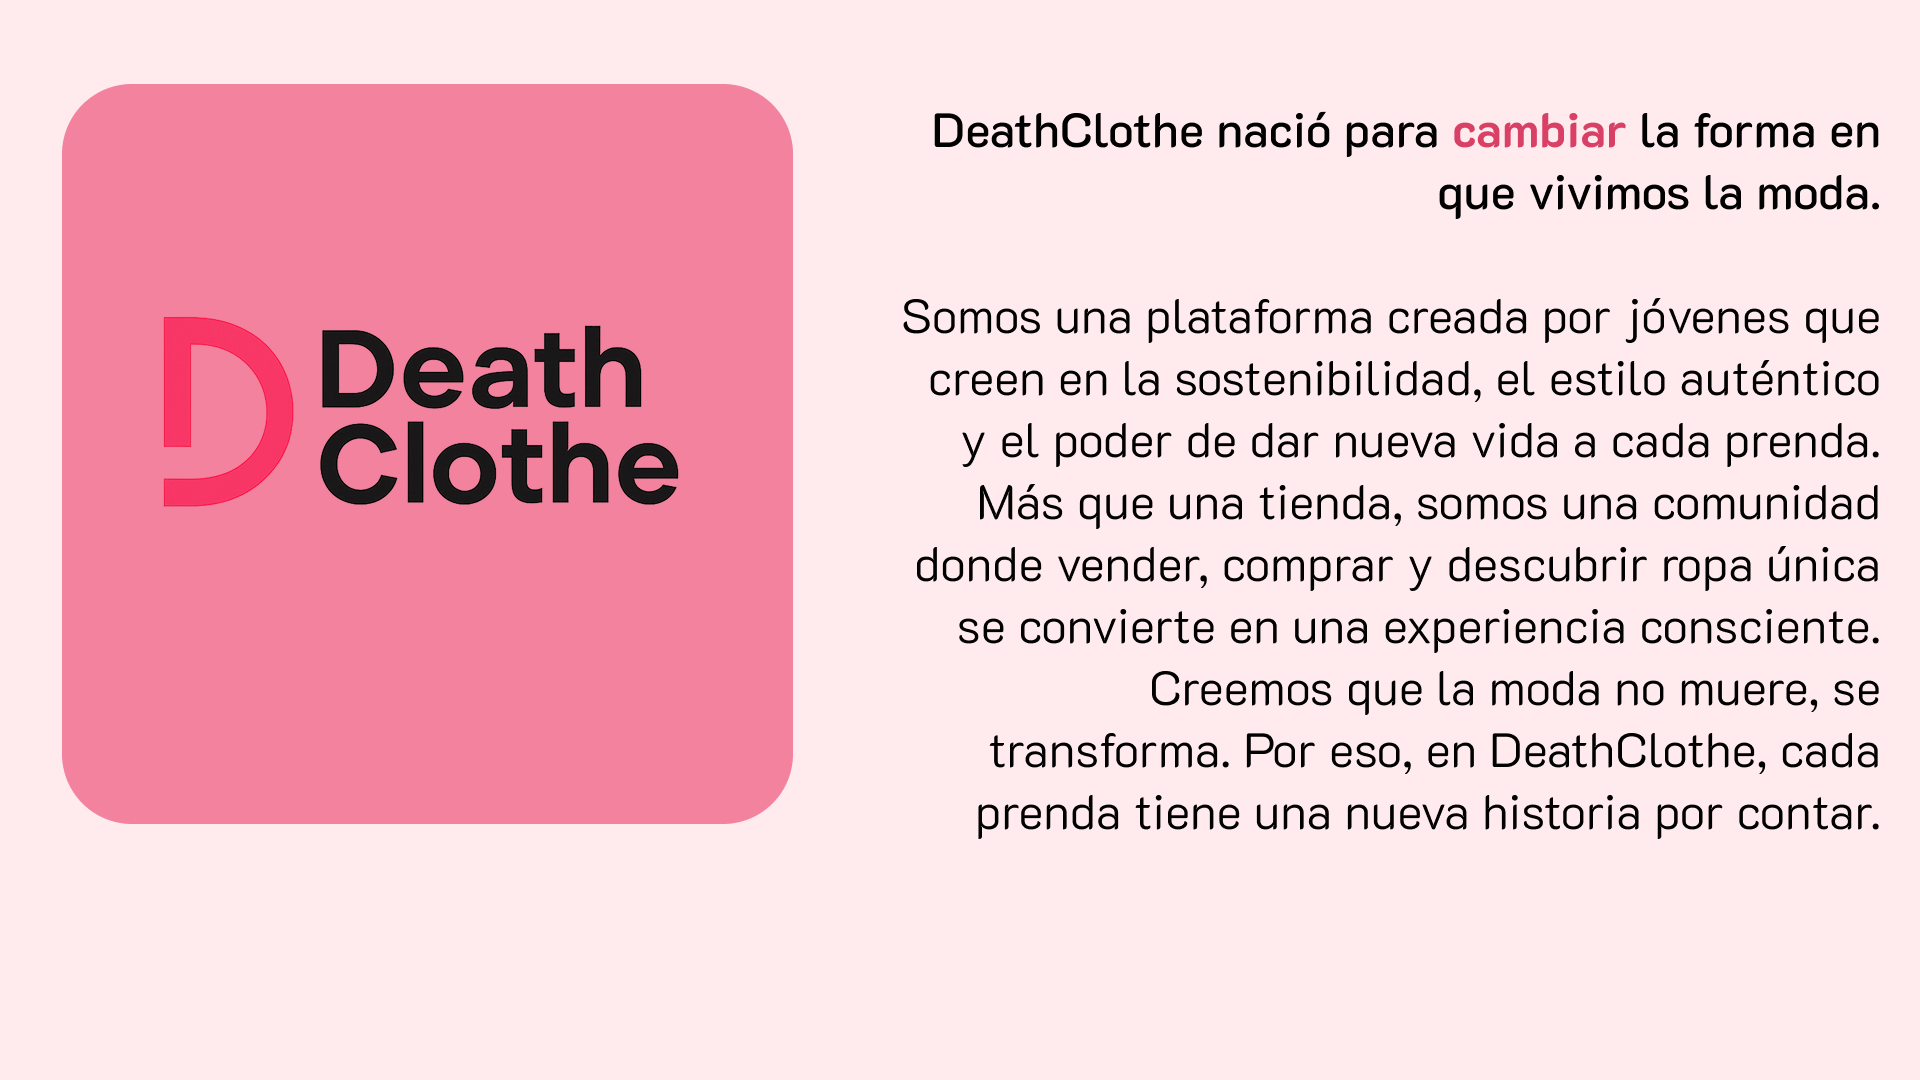 Death
Clothe
DeathClothe nació para cambiar la forma en
que vivimos la moda.
Somos una plataforma creada por jóvenes que
creen en la sostenibilidad, el estilo auténtico
y el poder de dar nueva vida a cada prenda.
Más que una tienda, somos una comunidad
donde vender, comprar y descubrir ropa única
se convierte en una experiencia consciente.
Creemos que la moda no muere, se
transforma. Por eso, en DeathClothe, cada
prenda tiene una nueva historia por contar.